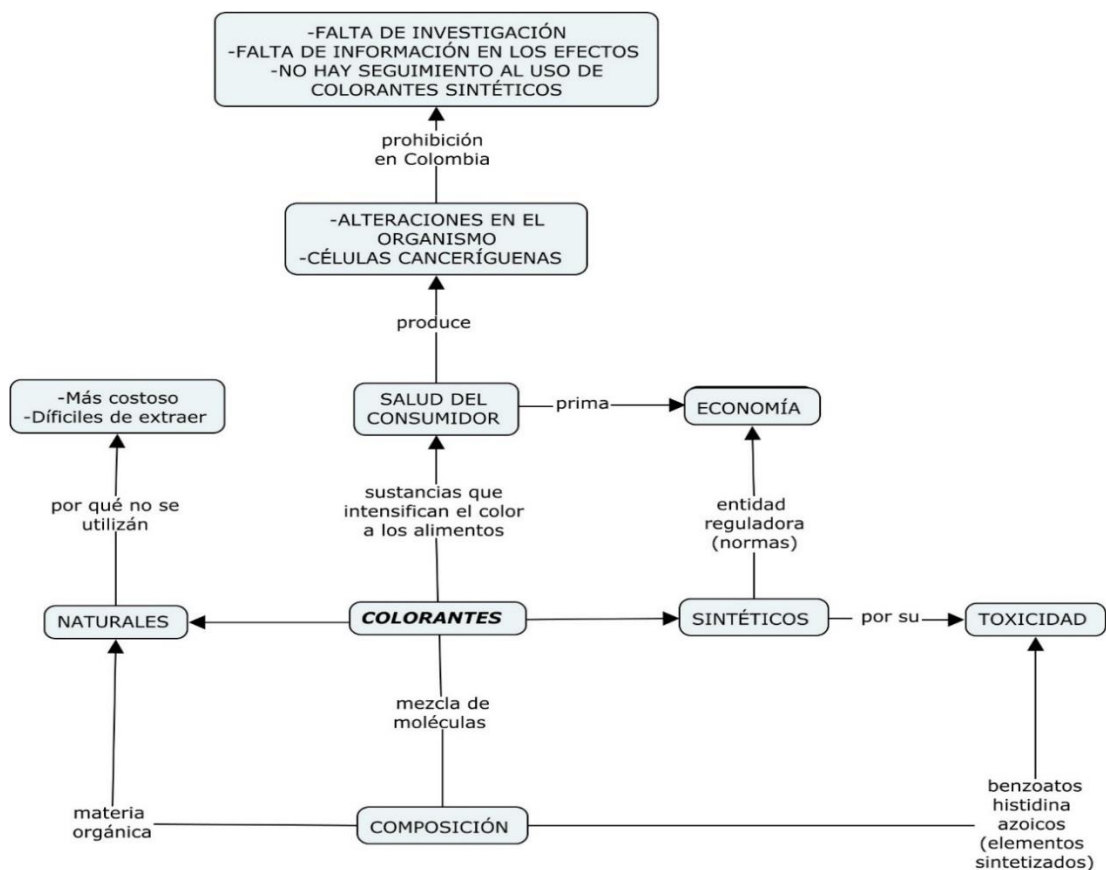 -FALTA DE INVESTIGACIÓN
-FALTA DE INFORMACIÓN EN LOS EFECTOS
-NO HAY SEGUIMIENTO AL USO DE
COLORANTES SINTÉTICOS
prohibición
en Colombia
-ALTERACIONES EN EL
ORGANISMO
-CÉLULAS CANCERÍGUENAS
produce
-Más costoso
-Díficiles de extraer
SALUD DEL
CONSUMIDOR
prima
ECONOMÍA
por qué no se
utilizán
sustancias que
intensifican el color
a los alimentos
entidad
reguladora
(normas)
NATURALES
COLORANTES
SINTÉTICOS
por su
TOXICIDAD
mezcla de
moléculas
materia
orgánica
COMPOSICIÓN
benzoatos
histidina
azoicos
(elementos
sintetizados)